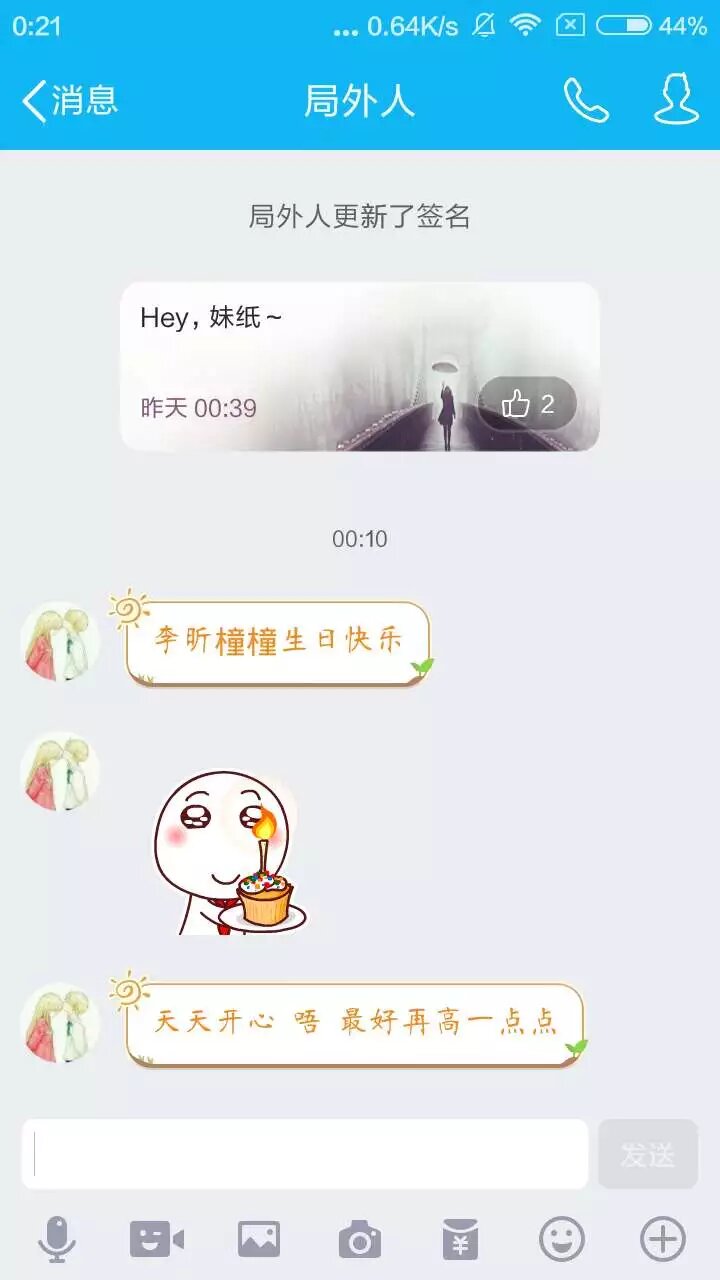 0:21 ... 0.64K/s 44%
消息 局外人
局外人更新了签名
Hey, 妹纸~
昨天 00:39 2
00:10
李昕橦橦生日快乐
天天开心 唔 最好再高一点点
发送